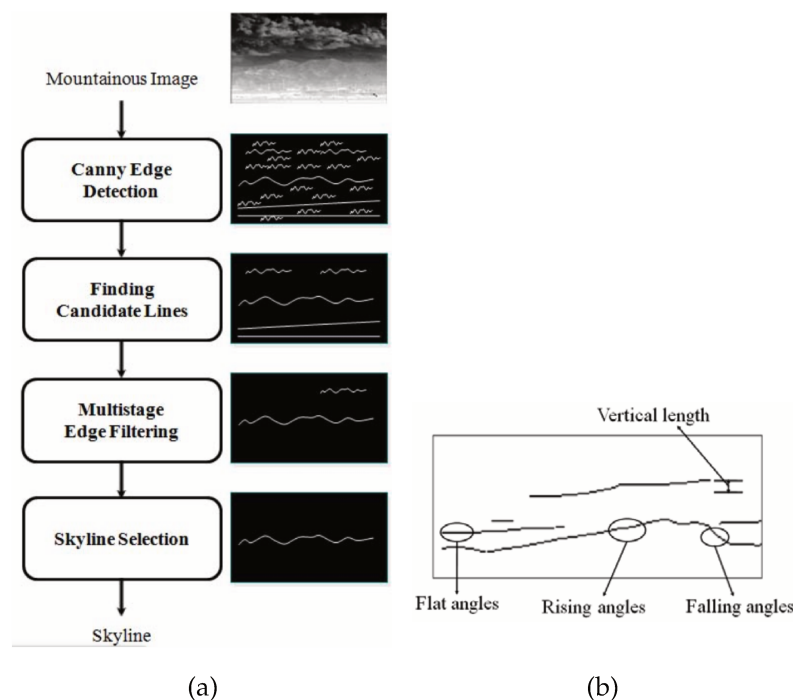 Mountainous Image
Canny Edge
Detection
Finding
Candidate Lines
Multistage
Edge Filtering
Skyline Selection
Skyline
(a)
Vertical length
Flat angles
Rising angles
Falling angles
(b)